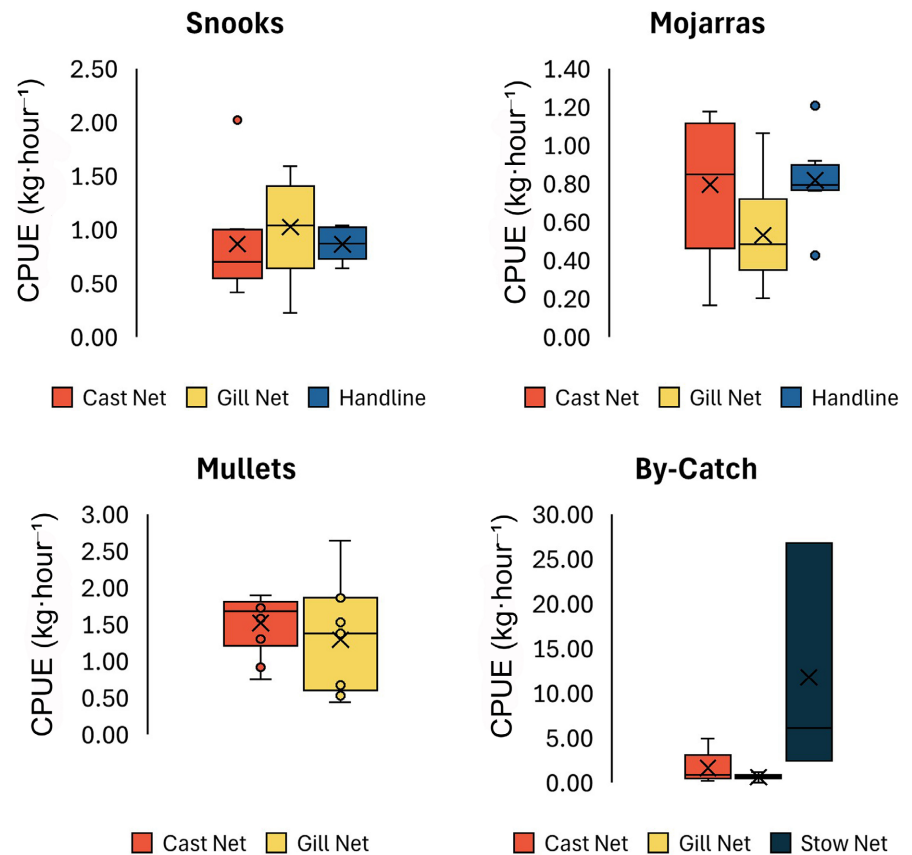 Snooks
CPUE (kg·hour⁻¹)
2.50
2.00
1.50
1.00
0.50
0.00
Cast Net Gill Net Handline
Mojarras
CPUE (kg·hour⁻¹)
1.40
1.20
1.00
0.80
0.60
0.40
0.20
0.00
Cast Net Gill Net Handline
Mullets
CPUE (kg·hour⁻¹)
3.00
2.50
2.00
1.50
1.00
0.50
0.00
Cast Net Gill Net
By-Catch
CPUE (kg·hour⁻¹)
30.00
25.00
20.00
15.00
10.00
5.00
0.00
Cast Net Gill Net Stow Net